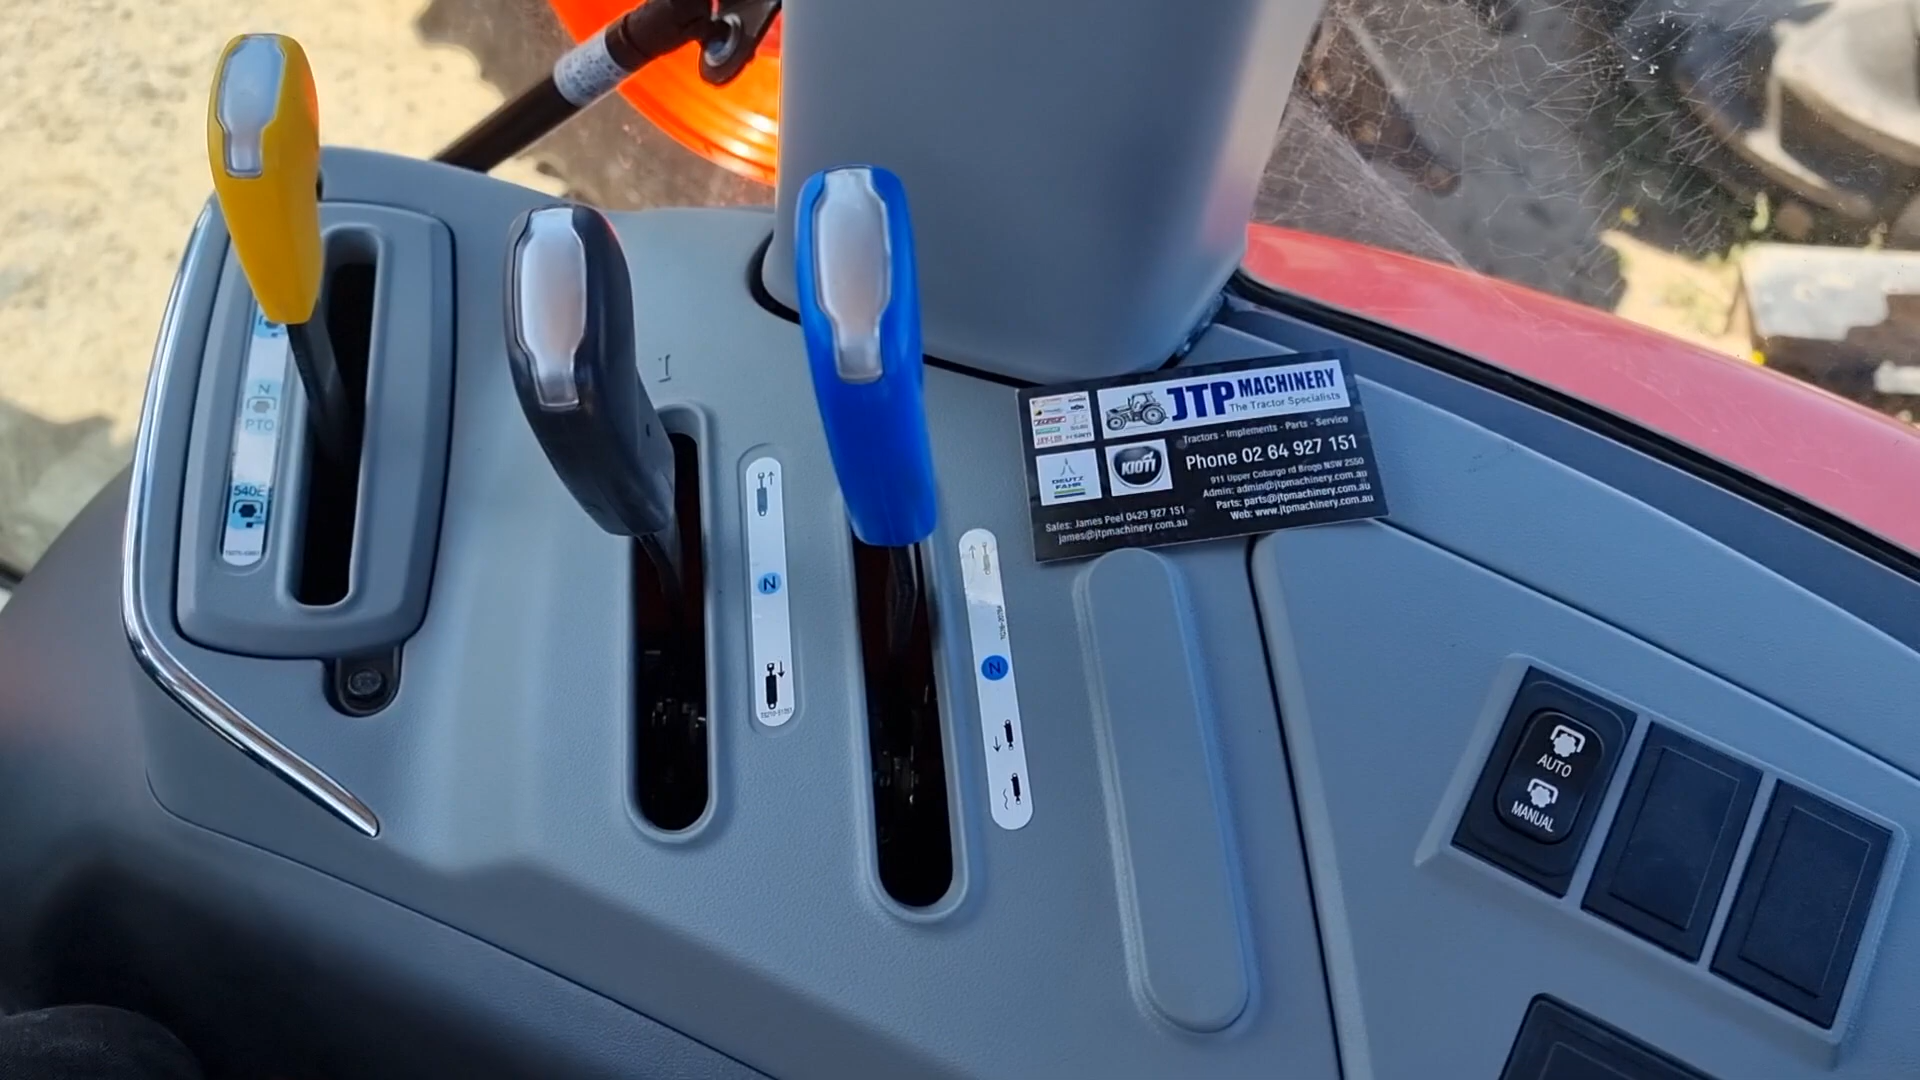 N
PTO
540E
N
N
JTP MACHINERY
The Tractor Specialists
Tractors - Implements - Parts - Service
KIOTI
DEUTZ
FAHR
Phone 02 64 927 151
911 Upper Cobargo rd Brogo NSW 2550
Admin: admin@jtpmachinery.com.au
Parts: parts@jtpmachinery.com.au
Web: www.jtpmachinery.com.au
Sales: James Peel 0429 927 151
james@jtpmachinery.com.au
AUTO
MANUAL